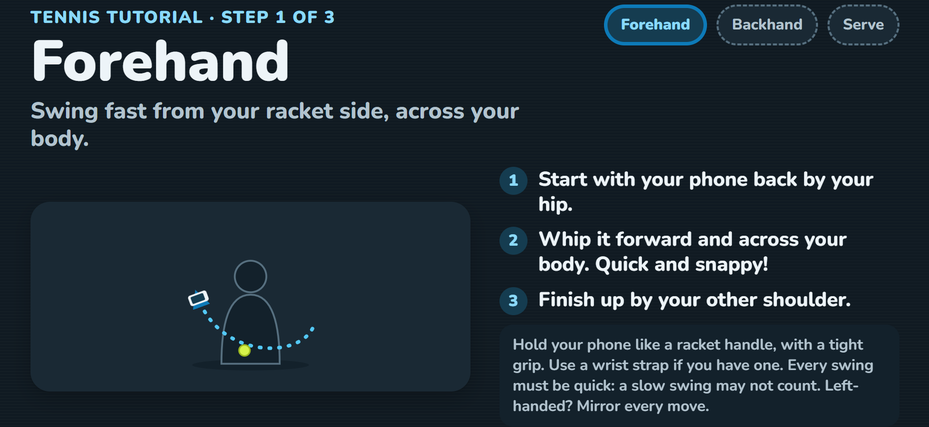 TENNIS TUTORIAL · STEP 1 OF 3
Forehand
Backhand
Serve
Forehand
Swing fast from your racket side, across your
body.
1 Start with your phone back by your
hip.
2 Whip it forward and across your
body. Quick and snappy!
3 Finish up by your other shoulder.
Hold your phone like a racket handle, with a tight
grip. Use a wrist strap if you have one. Every swing
must be quick: a slow swing may not count. Left-
handed? Mirror every move.